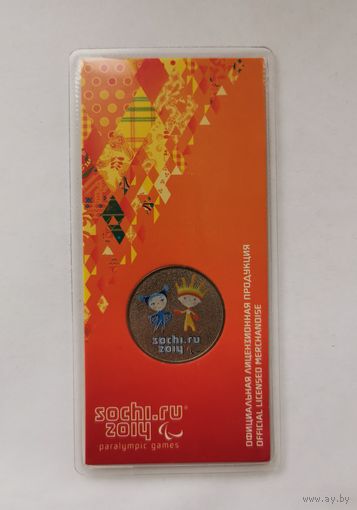 sochi.ru
2014
sochi.ru®
2014
paralympic games
ОФИЦИАЛЬНАЯ ЛИЦЕНЗИОННАЯ ПРОДУКЦИЯ
OFFICIAL LICENSED MERCHANDISE
www.ay.by